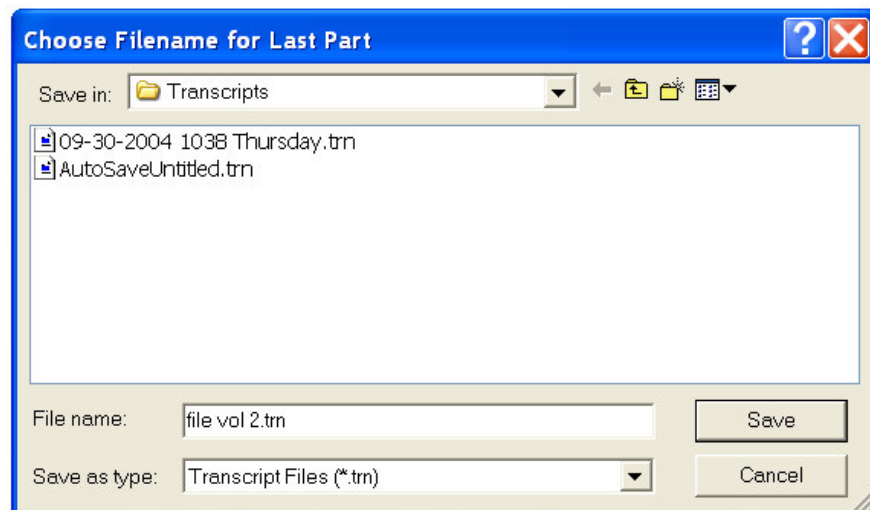 Choose Filename for Last Part
Save in: Transcripts
09-30-2004 1038 Thursday.trn
AutoSaveUntitled.trn
File name: file vol 2.trn Save
Save as type: Transcript Files (*.trn) Cancel